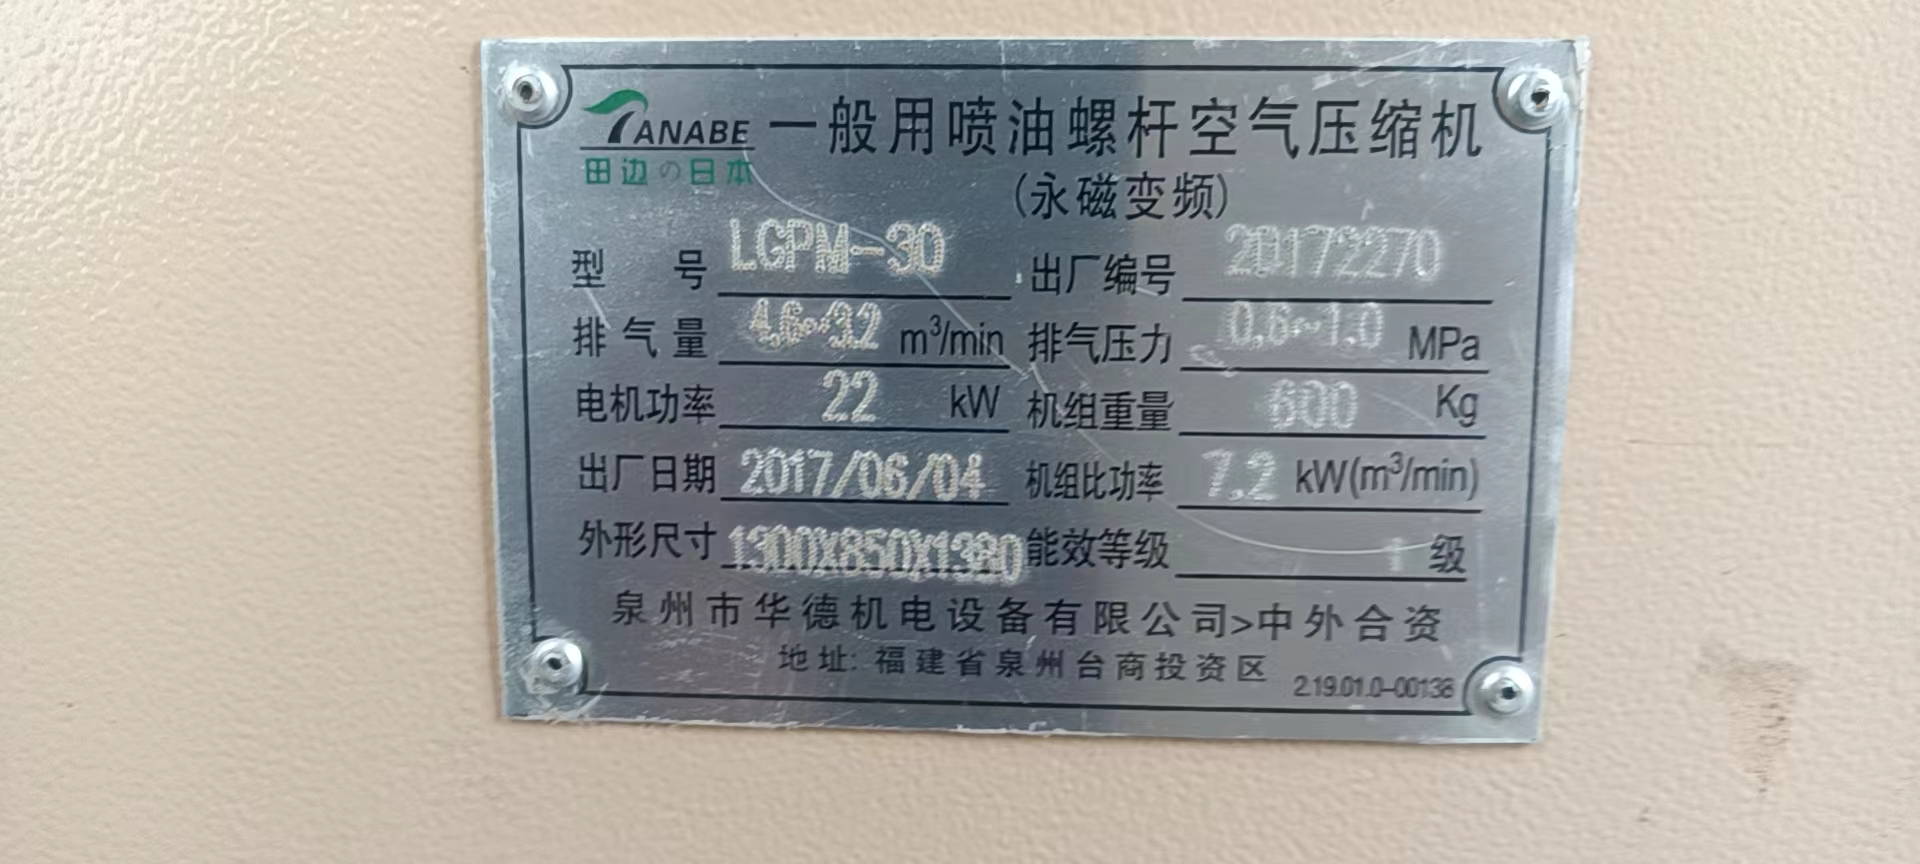 TANABE 一般用喷油螺杆空气压缩机
田边の日本
(永磁变频)
型 号 LGPM-30 出厂编号 20172270
排气量 4.6~3.2 m³/min 排气压力 0.6~1.0 MPa
电机功率 22 kW 机组重量 600 Kg
出厂日期 2017/06/04 机组比功率 7.2 kW(m³/min)
外形尺寸 1300X850X1380 能效等级 1 级
泉州市华德机电设备有限公司>中外合资
地址: 福建省泉州台商投资区
2.19.01.0-00138